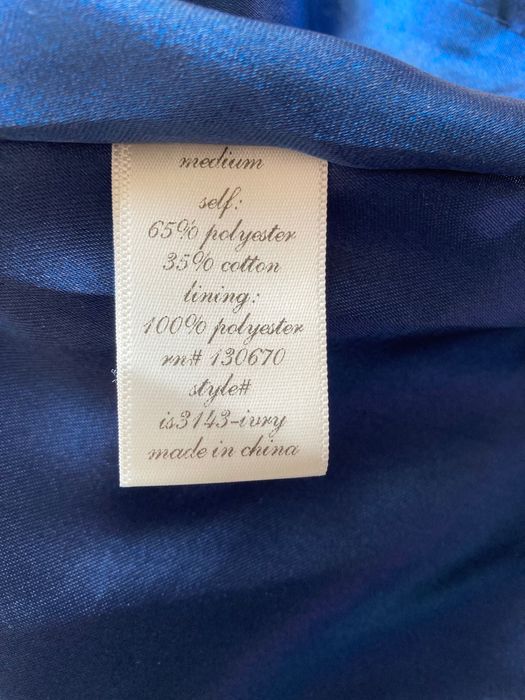 medium
self:
65% polyester
35% cotton
lining:
100% polyester
rn# 130670
style#
is3143-ivry
made in china